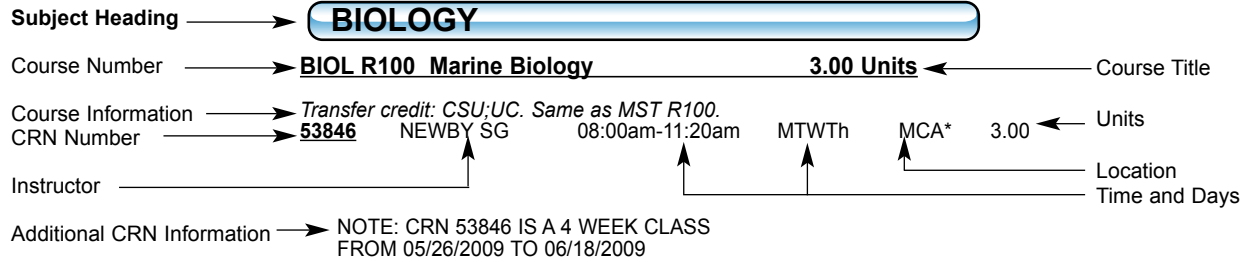 Subject Heading BIOLOGY
Course Number BIOL R100 Marine Biology 3.00 Units Course Title
Course Information Transfer credit: CSU;UC. Same as MST R100.
CRN Number 53846 NEWBY SG 08:00am-11:20am MTWTh MCA* 3.00 Units
Location
Instructor
Time and Days
Additional CRN Information NOTE: CRN 53846 IS A 4 WEEK CLASS
FROM 05/26/2009 TO 06/18/2009